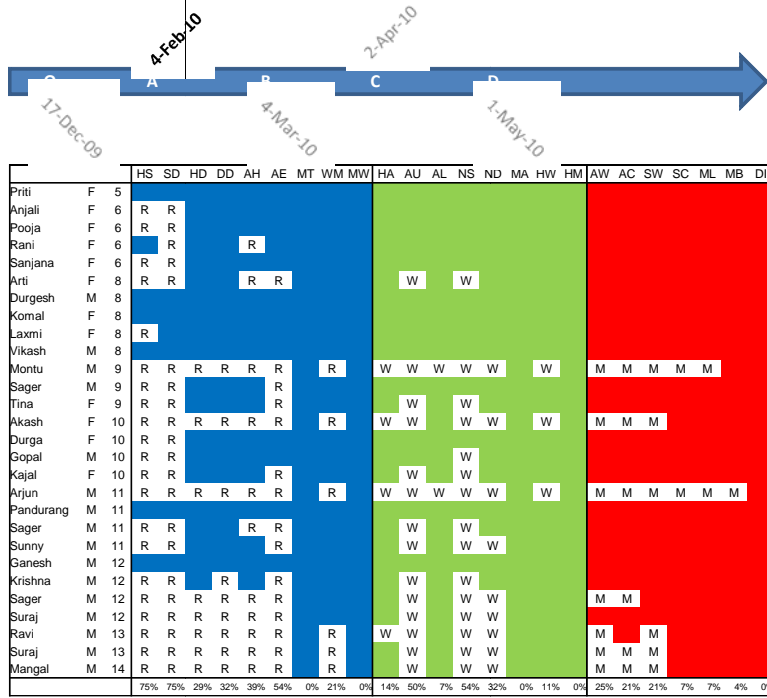 4-Feb-10
2-Apr-10
A B C D
17-Dec-09
4-Mar-10
1-May-10
HS SD HD DD AH AE MT WM MW HA AU AL NS ND MA HW HM AW AC SW SC ML MB DI
Priti F 5
Anjali F 6 R R
Pooja F 6 R R
Rani F 6 R R
Sanjana F 6 R R
Arti F 8 R R R R W W
Durgesh M 8
Komal F 8
Laxmi F 8 R
Vikash M 8
Montu M 9 R R R R R R R W W W W W W M M M M M
Sager M 9 R R R
Tina F 9 R R R W W
Akash F 10 R R R R R R R W W W W W M M M
Durga F 10 R R
Gopal M 10 R R W
Kajal F 10 R R R W W
Arjun M 11 R R R R R R R W W W W W W M M M M M M
Pandurang M 11
Sager M 11 R R R R W W
Sunny M 11 R R R W W W
Ganesh M 12
Krishna M 12 R R R R W W
Sager M 12 R R R R R R W W W M M
Suraj M 12 R R R R R R W W W
Ravi M 13 R R R R R R R W W W W M M
Suraj M 13 R R R R R R R W W W M M M
Mangal M 14 R R R R R R R W W W M M M
75% 75% 29% 32% 39% 54% 0% 21% 0% 14% 50% 7% 54% 32% 0% 11% 0% 25% 21% 21% 7% 7% 4% 0%